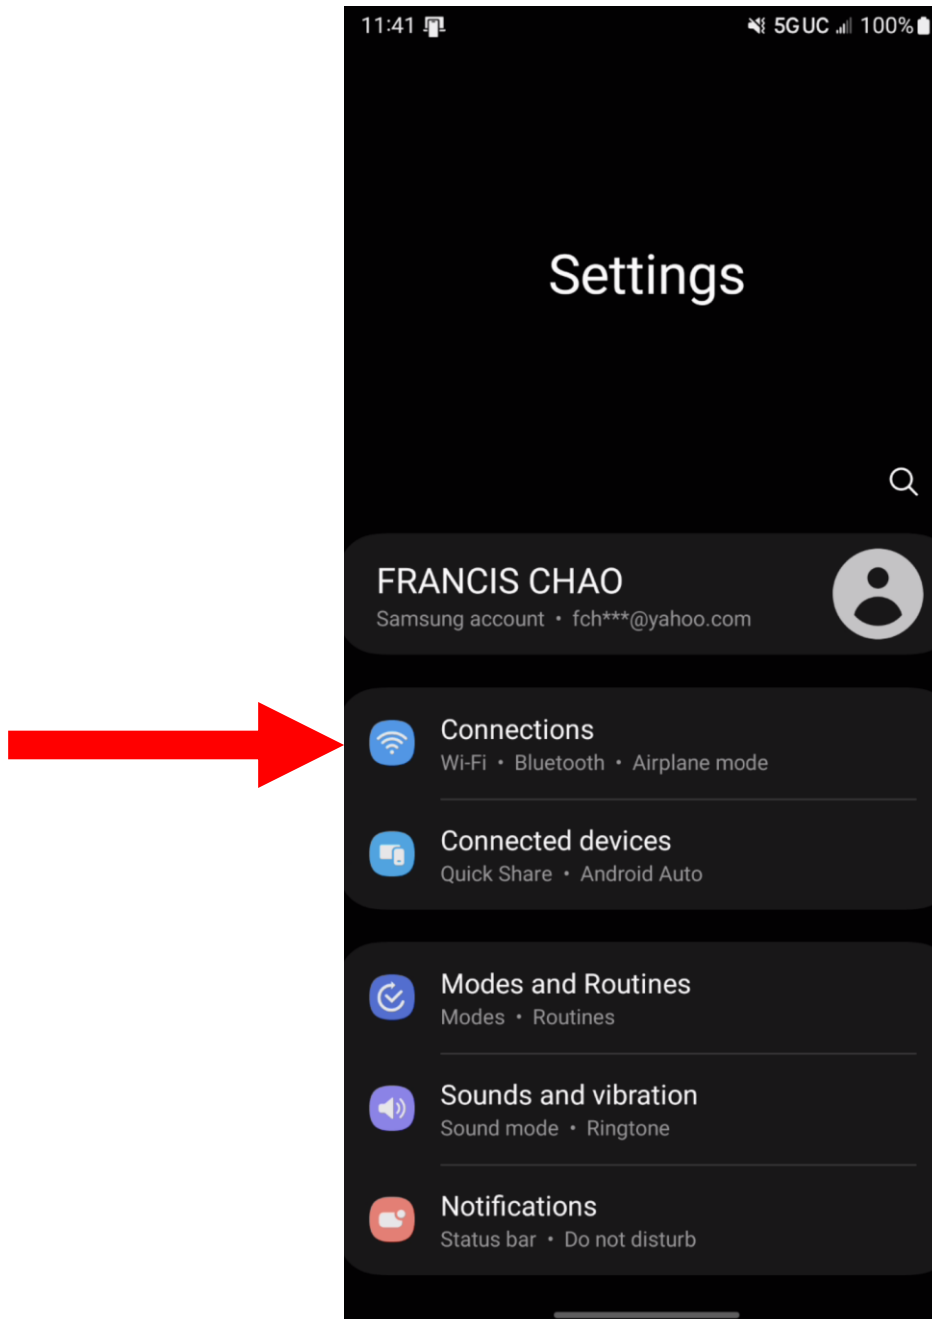 11:41 5G UC 100%
Settings
FRANCIS CHAO
Samsung account • fch***@yahoo.com
Connections
Wi-Fi • Bluetooth • Airplane mode
Connected devices
Quick Share • Android Auto
Modes and Routines
Modes • Routines
Sounds and vibration
Sound mode • Ringtone
Notifications
Status bar • Do not disturb